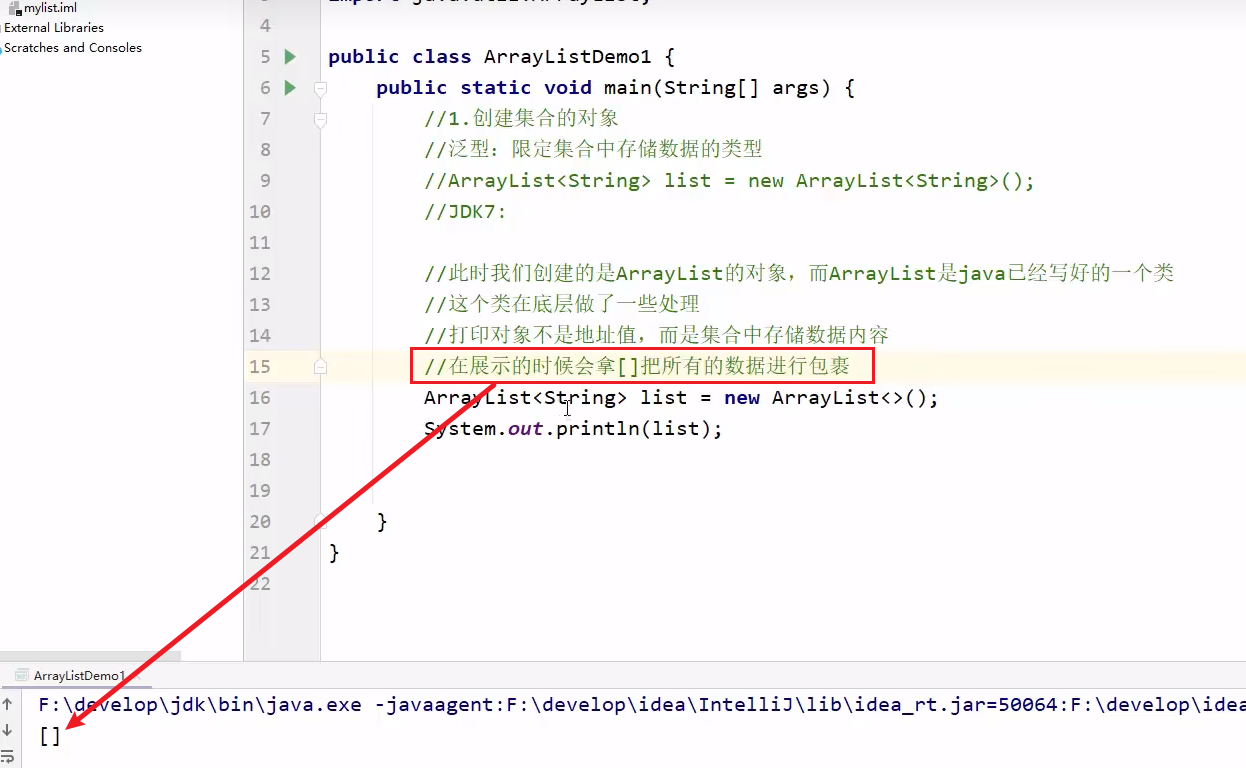 mylist.iml
External Libraries
Scratches and Consoles
4
5 public class ArrayListDemo1 {
6 public static void main(String[] args) {
7 //1.创建集合的对象
8 //泛型：限定集合中存储数据的类型
9 //ArrayList<String> list = new ArrayList<String>();
10 //JDK7:
11
12 //此时我们创建的是ArrayList的对象，而ArrayList是java已经写好的一个类
13 //这个类在底层做了一些处理
14 //打印对象不是地址值，而是集合中存储数据内容
15 //在展示的时候会拿[]把所有的数据进行包裹
16 ArrayList<String> list = new ArrayList<>();
17 System.out.println(list);
18
19
20 }
21 }
22
ArrayListDemo1
F:\develop\jdk\bin\java.exe -javaagent:F:\develop\idea\IntelliJ\lib\idea_rt.jar=50064:F:\develop\idea
[]